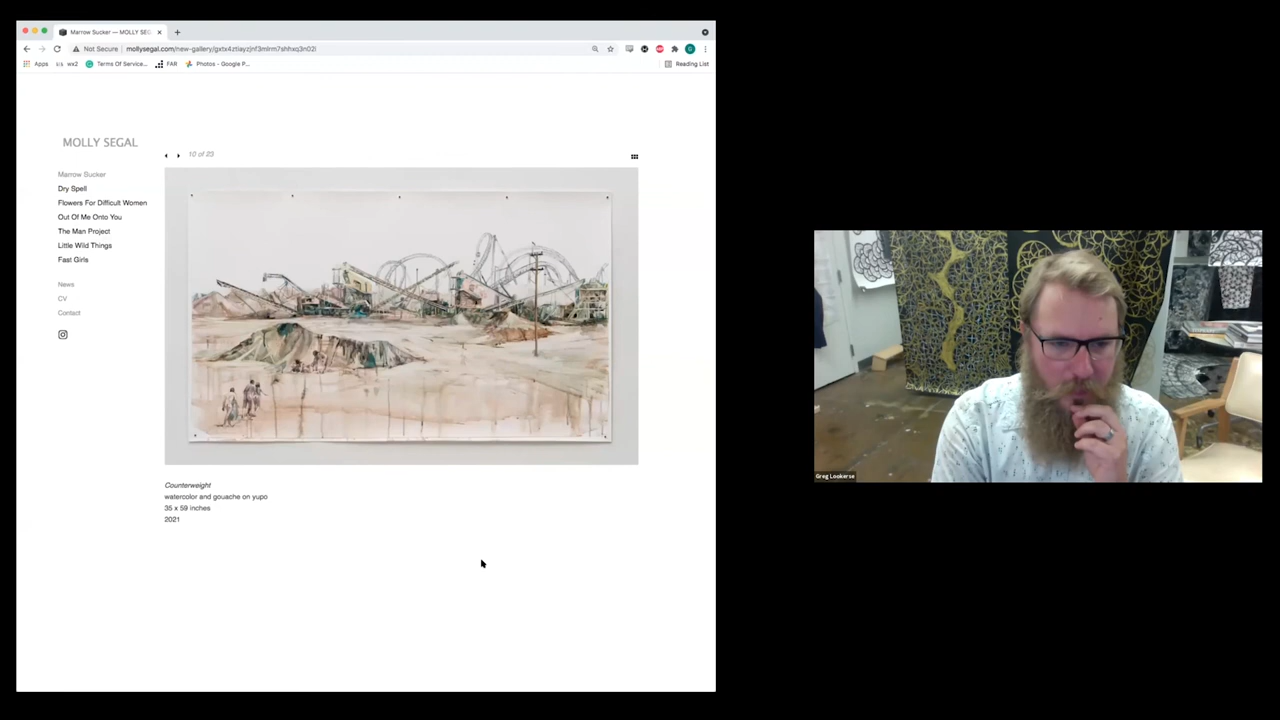 Marrow Sucker — MOLLY SEG
Not Secure | mollysegal.com/new-gallery/gxtx4ztiayzjnf3mlrm7shhxq3n02i
Apps
wx2
Terms Of Service...
FAR
Photos - Google P...
Reading List
MOLLY SEGAL
10 of 23
Marrow Sucker
Dry Spell
Flowers For Difficult Women
Out Of Me Onto You
The Man Project
Little Wild Things
Fast Girls
News
CV
Contact
Counterweight
watercolor and gouache on yupo
35 x 59 inches
2021
Greg Lookerse